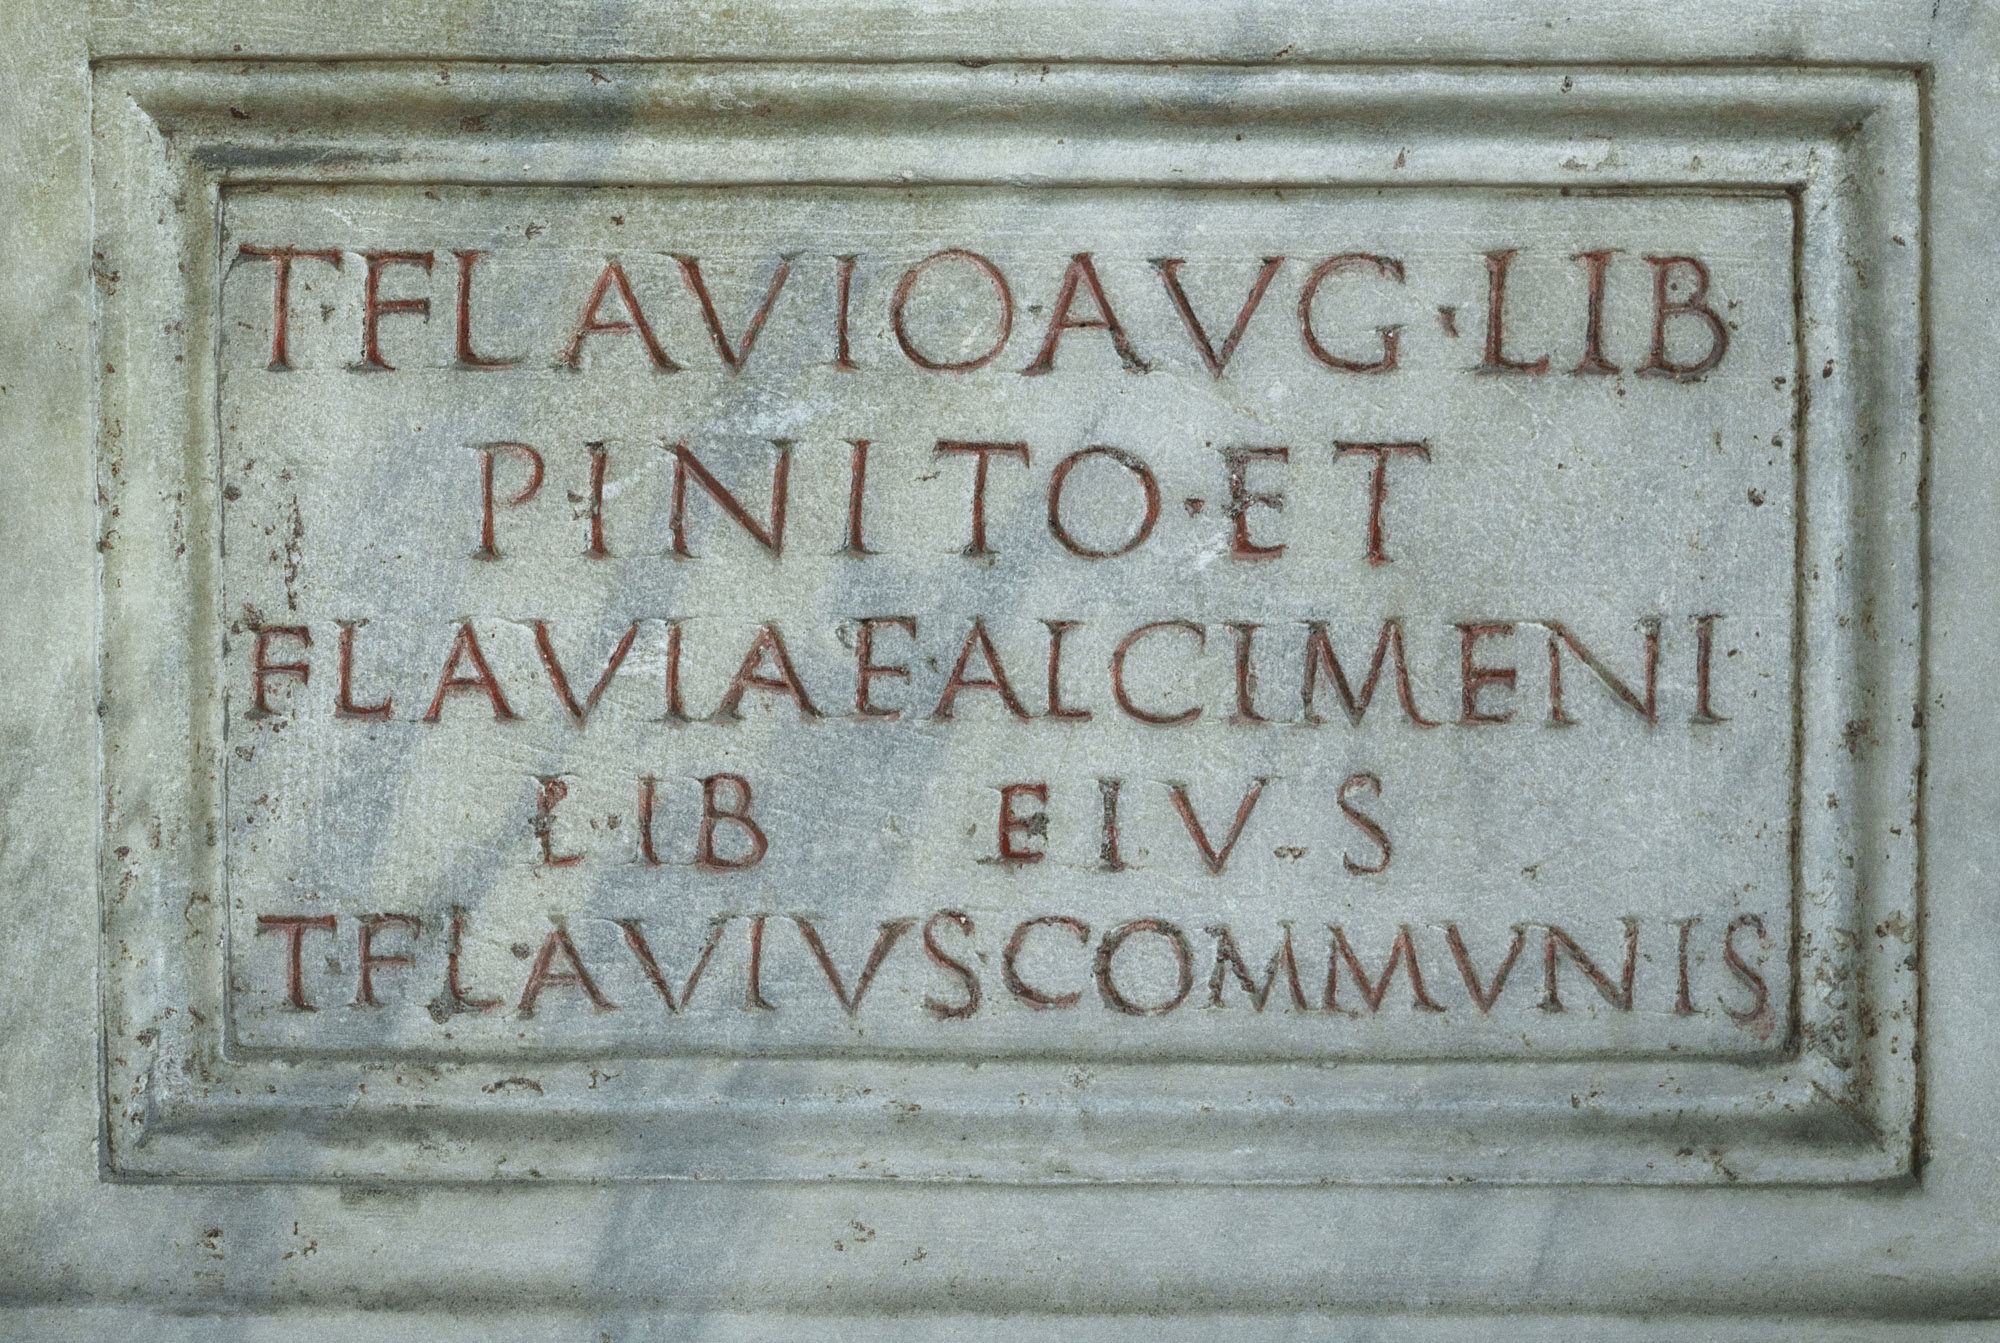 T FLAVIO · AVG · LIB
PINITO · ET
FLAVIAE ALCIMENI
LIB EIVS
T · FLAVIVS COMMVNIS